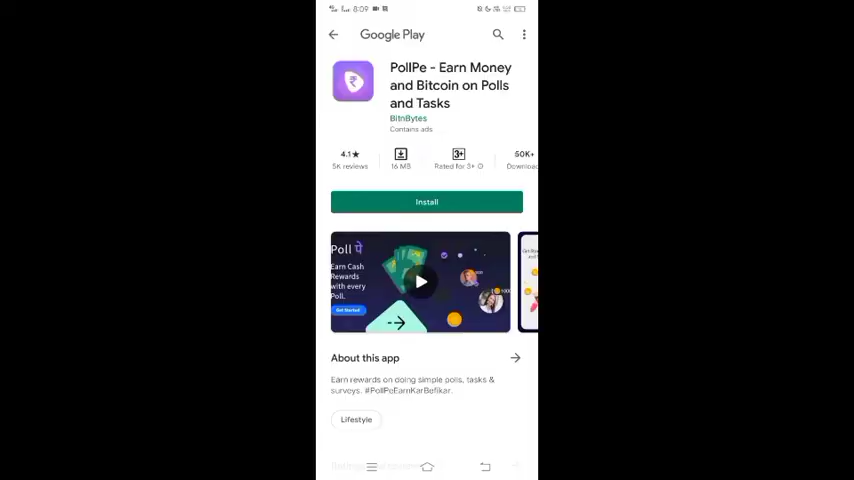 8:09
Google Play
PollPe - Earn Money
and Bitcoin on Polls
and Tasks
BitnBytes
Contains ads
4.1★
5K reviews
16 MB
3+
Rated for 3+
50K+
Install
Poll पे
Earn Cash
Rewards
with every
Poll.
Get Started
About this app
Earn rewards on doing simple polls, tasks &
surveys. #PollPeEarnKarBefikar.
Lifestyle